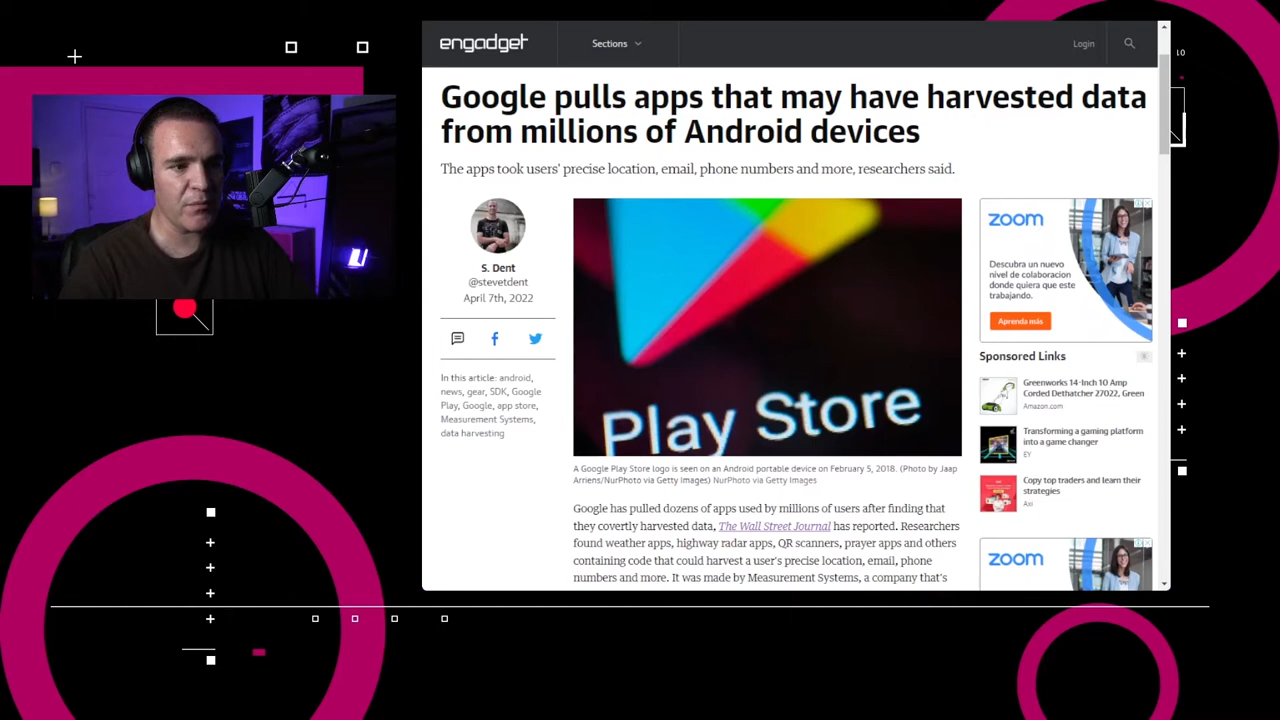 engadget
Sections
Login
Google pulls apps that may have harvested data
from millions of Android devices
The apps took users' precise location, email, phone numbers and more, researchers said.
S. Dent
@stevetdent
April 7th, 2022
In this article: android,
news, gear, SDK, Google
Play, Google, app store,
Measurement Systems,
data harvesting
Play Store
A Google Play Store logo is seen on an Android portable device on February 5, 2018. (Photo by Jaap
Arriens/NurPhoto via Getty Images) NurPhoto via Getty Images
Google has pulled dozens of apps used by millions of users after finding that
they covertly harvested data, The Wall Street Journal has reported. Researchers
found weather apps, highway radar apps, QR scanners, prayer apps and others
containing code that could harvest a user's precise location, email, phone
numbers and more. It was made by Measurement Systems, a company that's
zoom
Descubra un nuevo
nivel de colaboracion
donde quiera que este
trabajando.
Aprenda más
Sponsored Links
Greenworks 14-Inch 10 Amp
Corded Dethatcher 27022, Green
Amazon.com
Transforming a gaming platform
into a game changer
EY
Copy top traders and learn their
strategies
Axi
zoom
10